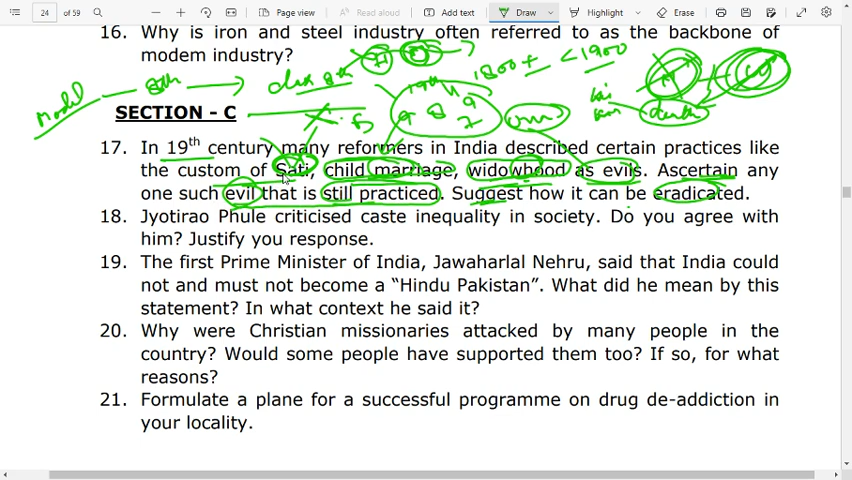 24 of 59
Page view
Read aloud
Add text
Draw
Highlight
Erase
16. Why is iron and steel industry often referred to as the backbone of
modem industry?
Model 8th class 8th 19th 1800+ <1900
SECTION - C
death
17. In 19th century many reformers in India described certain practices like
the custom of Sati, child marriage, widowhood as evils. Ascertain any
one such evil that is still practiced. Suggest how it can be eradicated.
18. Jyotirao Phule criticised caste inequality in society. Do you agree with
him? Justify you response.
19. The first Prime Minister of India, Jawaharlal Nehru, said that India could
not and must not become a “Hindu Pakistan”. What did he mean by this
statement? In what context he said it?
20. Why were Christian missionaries attacked by many people in the
country? Would some people have supported them too? If so, for what
reasons?
21. Formulate a plane for a successful programme on drug de-addiction in
your locality.